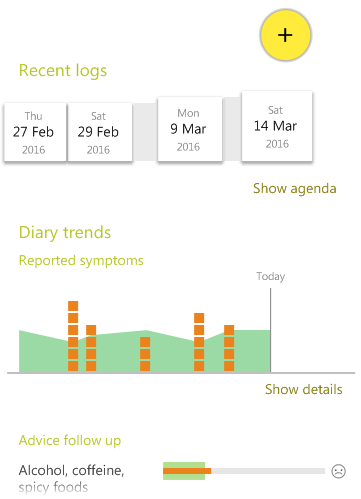 +
Recent logs
Thu
27 Feb
2016
Sat
29 Feb
2016
Mon
9 Mar
2016
Sat
14 Mar
2016
Show agenda
Diary trends
Reported symptoms
Today
Show details
Advice follow up
Alcohol, coffeine,
spicy foods